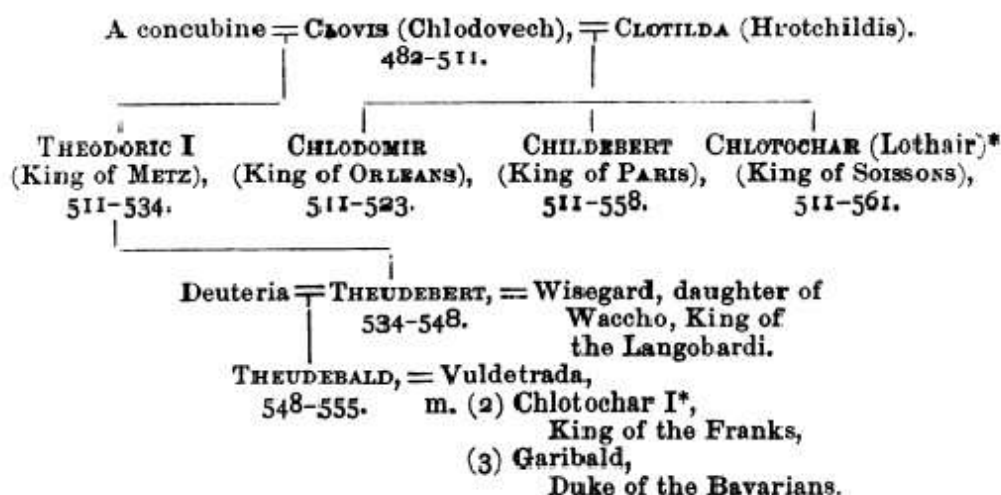 A concubine = CLOVIS (Chlodovech), = CLOTILDA (Hrotchildis).
482–511.
THEODORIC I CHLODOMIR CHILDEBERT CHLOTOCHAR (Lothair)*
(King of METZ), (King of ORLEANS), (King of PARIS), (King of SOISSONS),
511–534. 511–523. 511–558. 511–561.
Deuteria = THEUDEBERT, = Wisegard, daughter of
534–548. Waccho, King of
the Langobardi.
THEUDEBALD, = Vuldetrada,
548–555. m. (2) Chlotochar I*,
King of the Franks,
(3) Garibald,
Duke of the Bavarians.